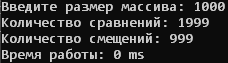 Введите размер массива: 1000
Количество сравнений: 1999
Количество смещений: 999
Время работы: 0 ms